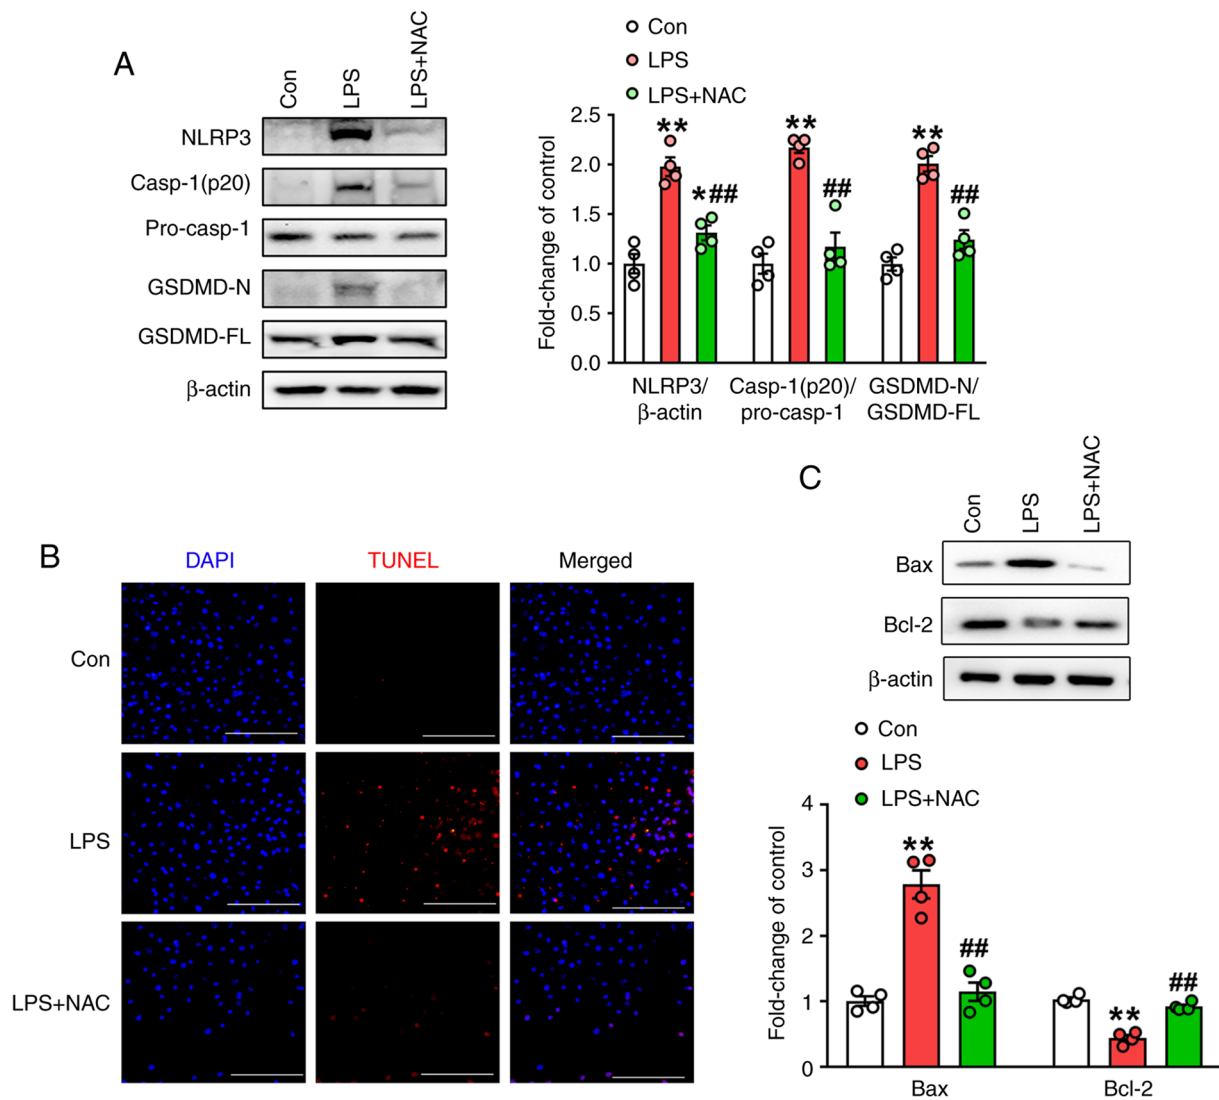 A
Con
LPS
LPS+NAC
NLRP3
Casp-1(p20)
Pro-casp-1
GSDMD-N
GSDMD-FL
β-actin
Con
LPS
LPS+NAC
Fold-change of control
2.5
2.0
1.5
1.0
0.5
0.0
**
*##
**
##
**
##
NLRP3/
β-actin
Casp-1(p20)/
pro-casp-1
GSDMD-N/
GSDMD-FL
B
DAPI
TUNEL
Merged
Con
LPS
LPS+NAC
C
Con
LPS
LPS+NAC
Bax
Bcl-2
β-actin
Con
LPS
LPS+NAC
Fold-change of control
4
3
2
1
0
**
##
**
##
Bax
Bcl-2